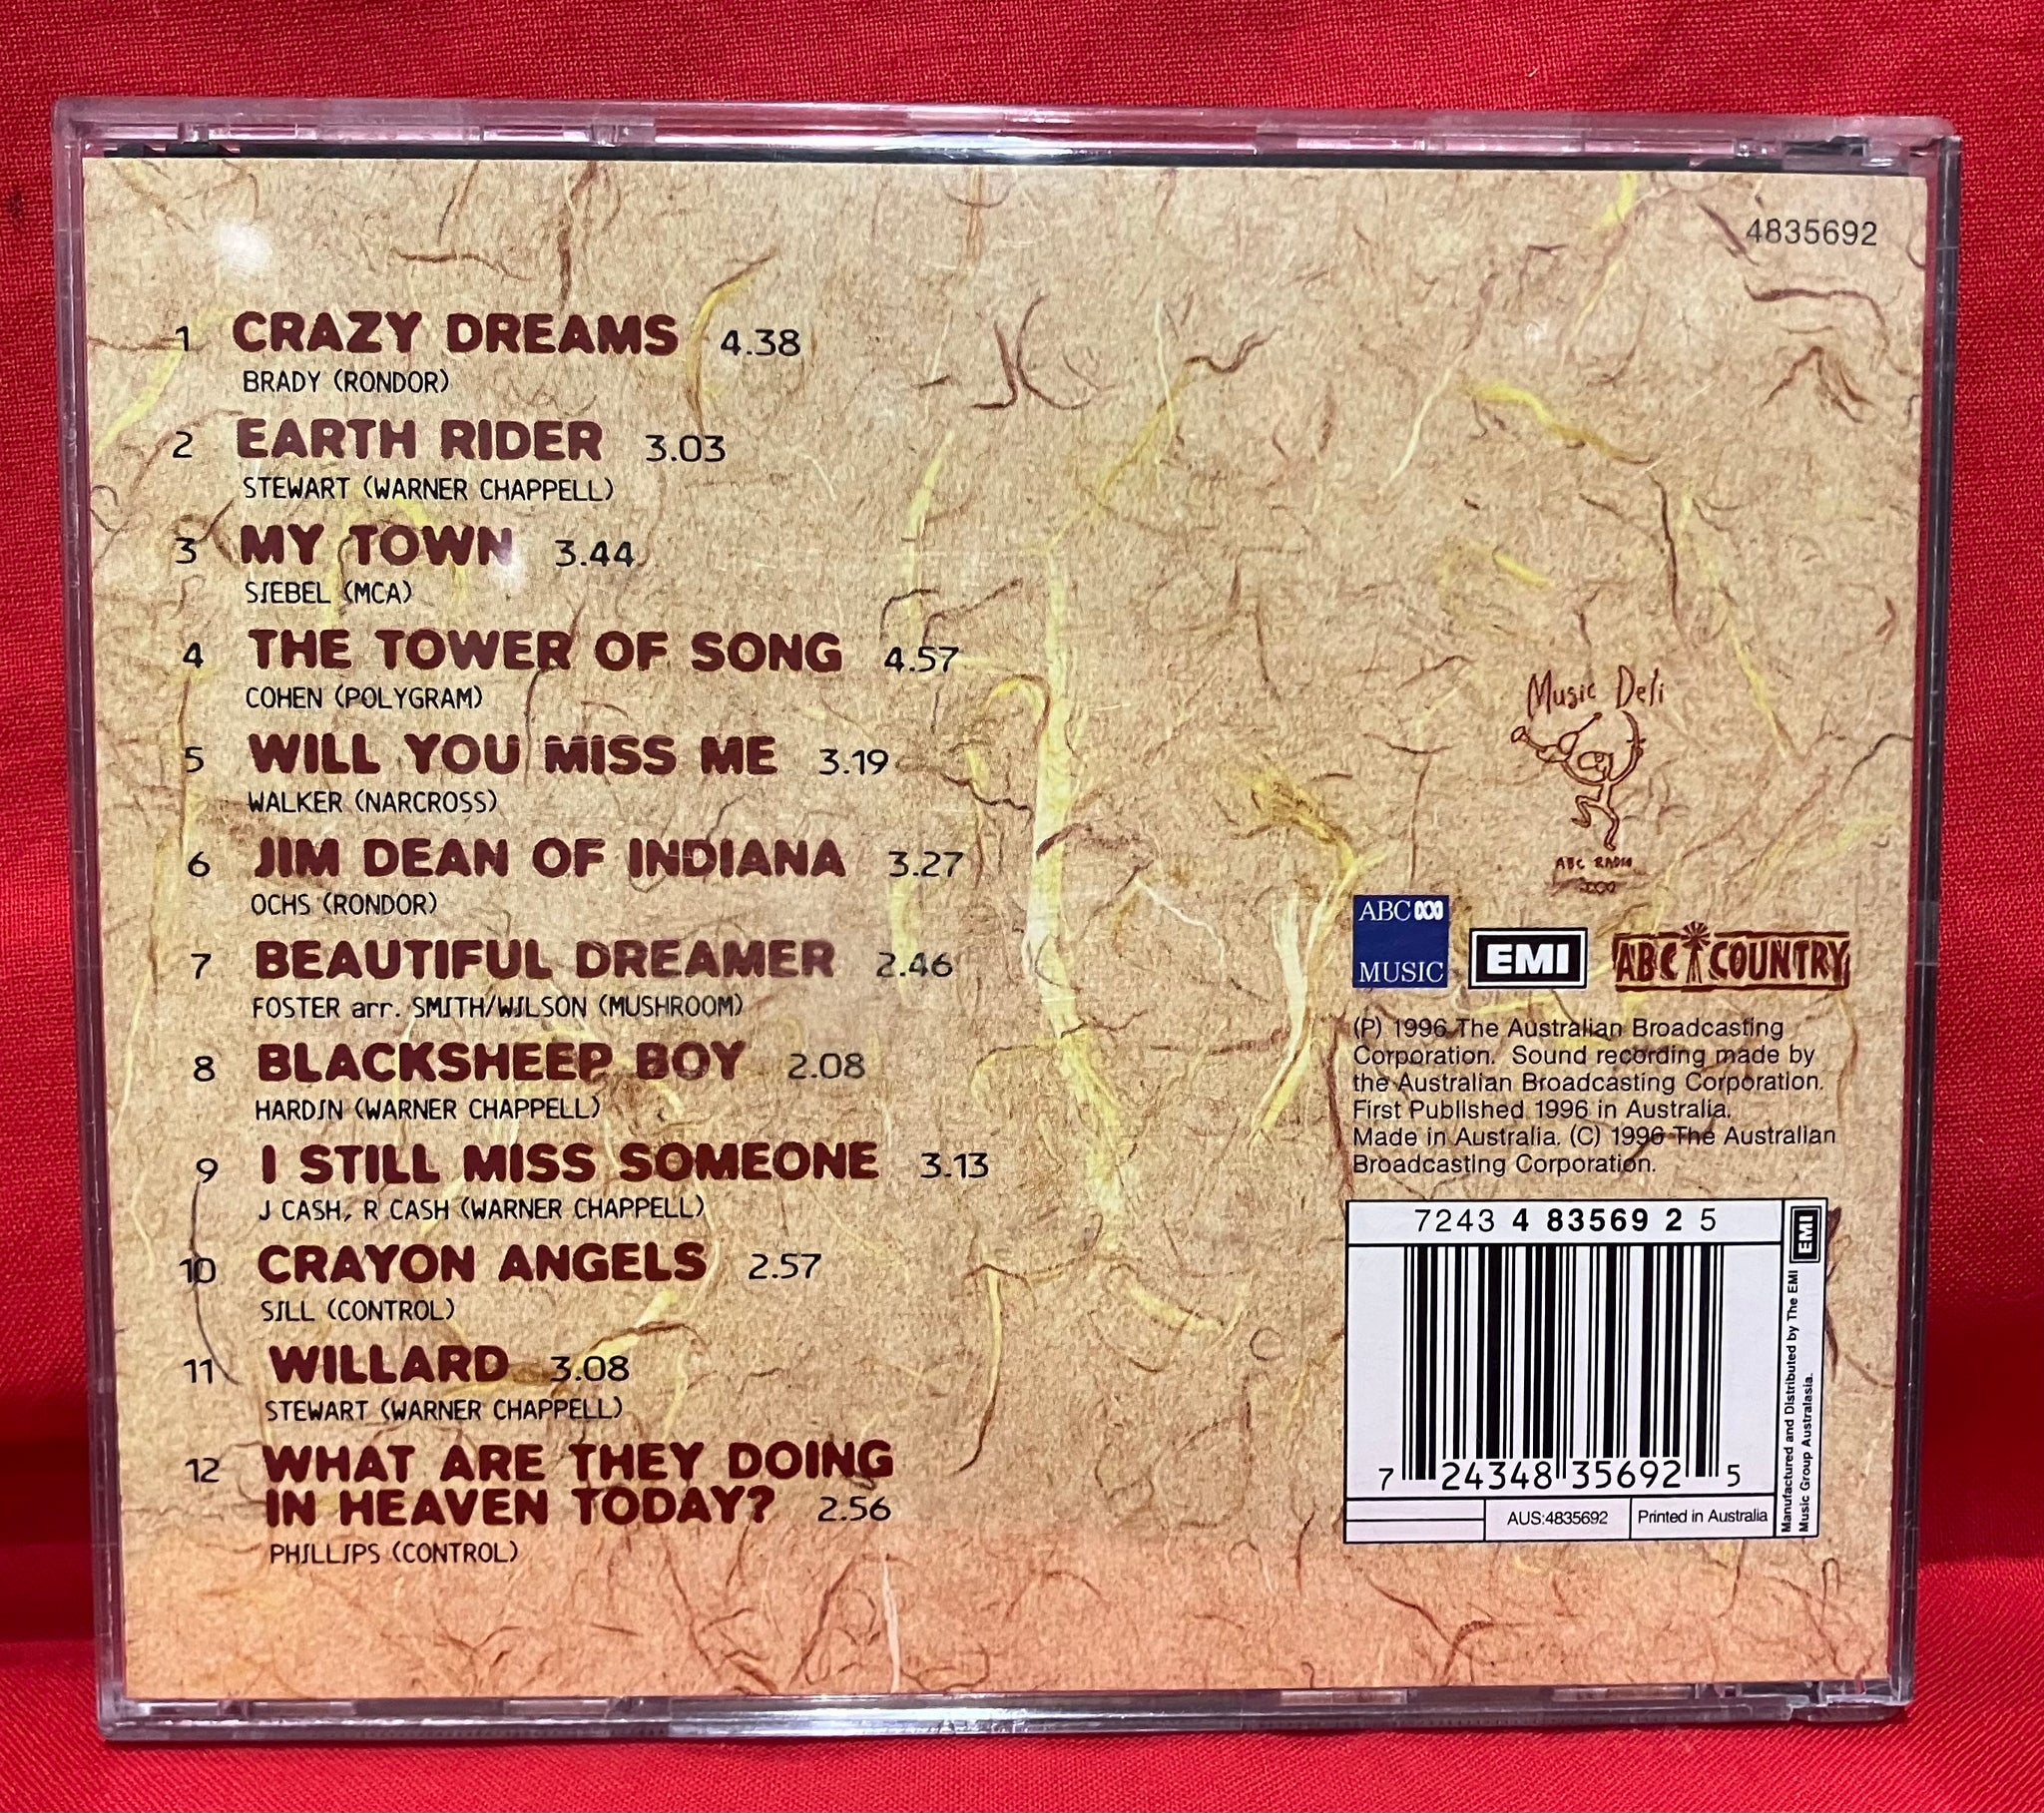 4835692
1 CRAZY DREAMS 4.38
BRADY (RONDOR)
2 EARTH RIDER 3.03
STEWART (WARNER CHAPPELL)
3 MY TOWN 3.44
SIEBEL (MCA)
4 THE TOWER OF SONG 4.57
COHEN (POLYGRAM)
5 WILL YOU MISS ME 3.19
WALKER (NARCROSS)
6 JIM DEAN OF INDIANA 3.27
OCHS (RONDOR)
7 BEAUTIFUL DREAMER 2.46
FOSTER arr. SMITH/WILSON (MUSHROOM)
8 BLACKSHEEP BOY 2.08
HARDIN (WARNER CHAPPELL)
9 I STILL MISS SOMEONE 3.13
J CASH, R CASH (WARNER CHAPPELL)
10 CRAYON ANGELS 2.57
SILL (CONTROL)
11 WILLARD 3.08
STEWART (WARNER CHAPPELL)
12 WHAT ARE THEY DOING
IN HEAVEN TODAY? 2.56
PHILLIPS (CONTROL)
Music Deli
ABC RADIO
ABC
MUSIC
EMI
ABC COUNTRY
(P) 1996 The Australian Broadcasting
Corporation. Sound recording made by
the Australian Broadcasting Corporation.
First Published 1996 in Australia.
Made in Australia. (C) 1996 The Australian
Broadcasting Corporation.
7243 4 83569 2 5
EMI
Manufactured and Distributed by The EMI
Music Group Australasia.
7 24348 35692 5
AUS:4835692
Printed in Australia